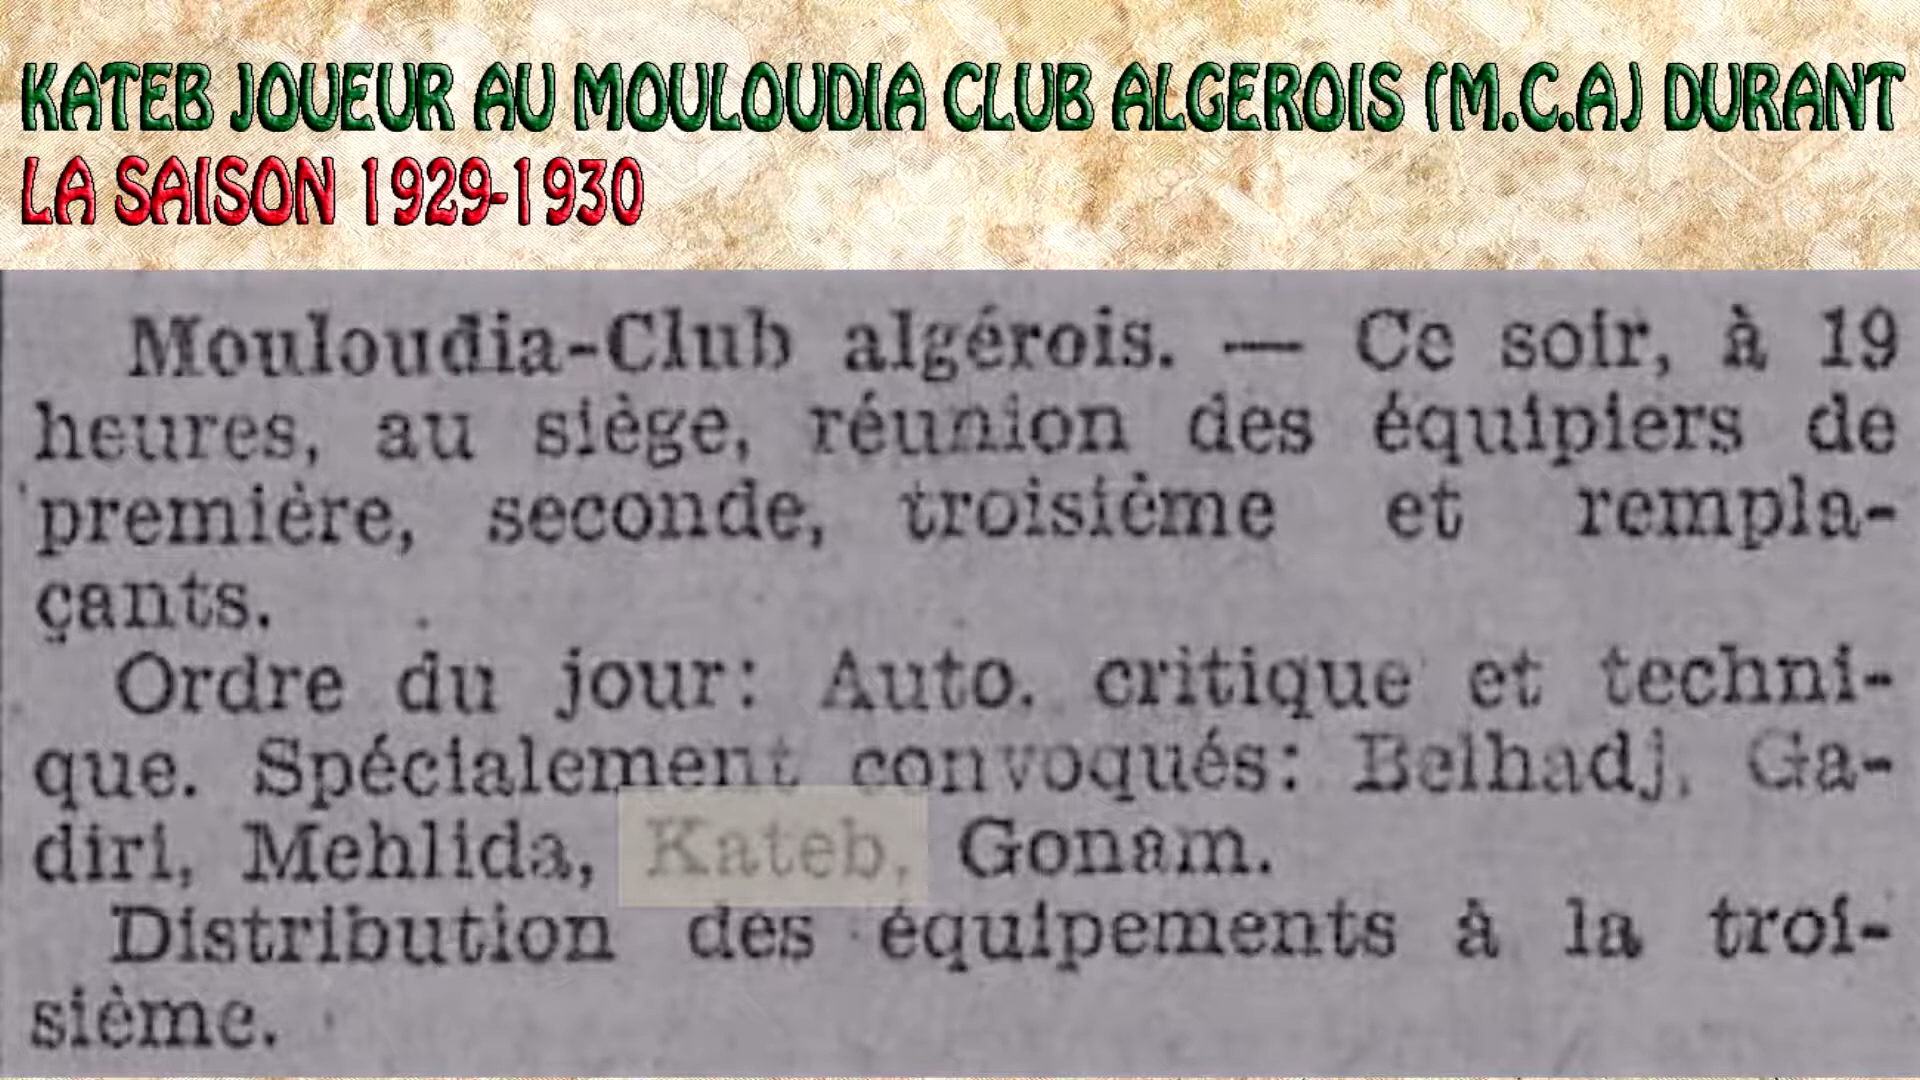 KATEB JOUEUR AU MOULOUDIA CLUB ALGEROIS (M.C.A) DURANT
LA SAISON 1929-1930
Mouloudia-Club algérois. — Ce soir, à 19
heures, au siège, réunion des équipiers de
première, seconde, troisième et rempla-
çants.
Ordre du jour: Auto. critique et techni-
que. Spécialement convoqués: Belhadj, Ga-
diri, Mehlida, Kateb, Gonam.
Distribution des équipements à la troi-
sième.